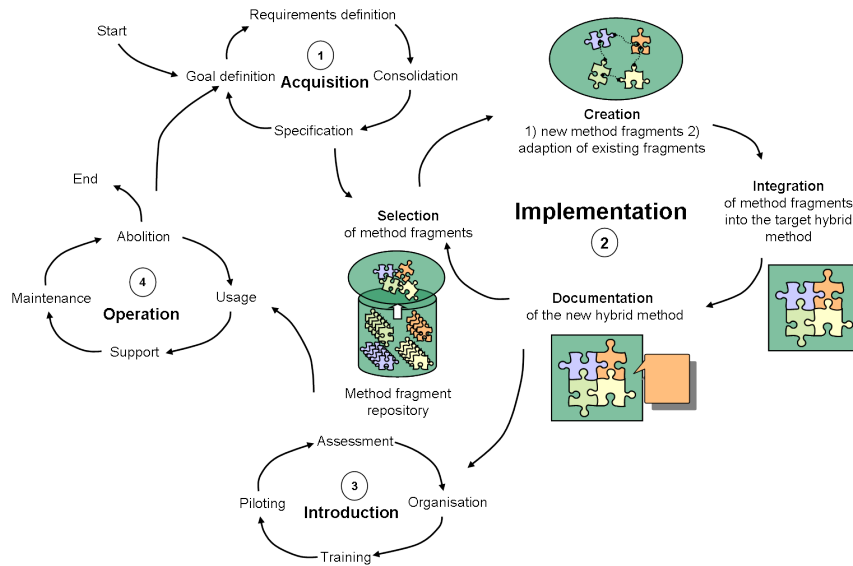 Requirements definition
Start
1
Goal definition
Acquisition
Consolidation
Specification
Creation
1) new method fragments 2)
adaption of existing fragments
End
Integration
of method fragments
into the target hybrid
method
Selection
of method fragments
Implementation
2
Abolition
4
Maintenance
Usage
Operation
Support
Documentation
of the new hybrid method
Method fragment
repository
Assessment
3
Piloting
Organisation
Introduction
Training